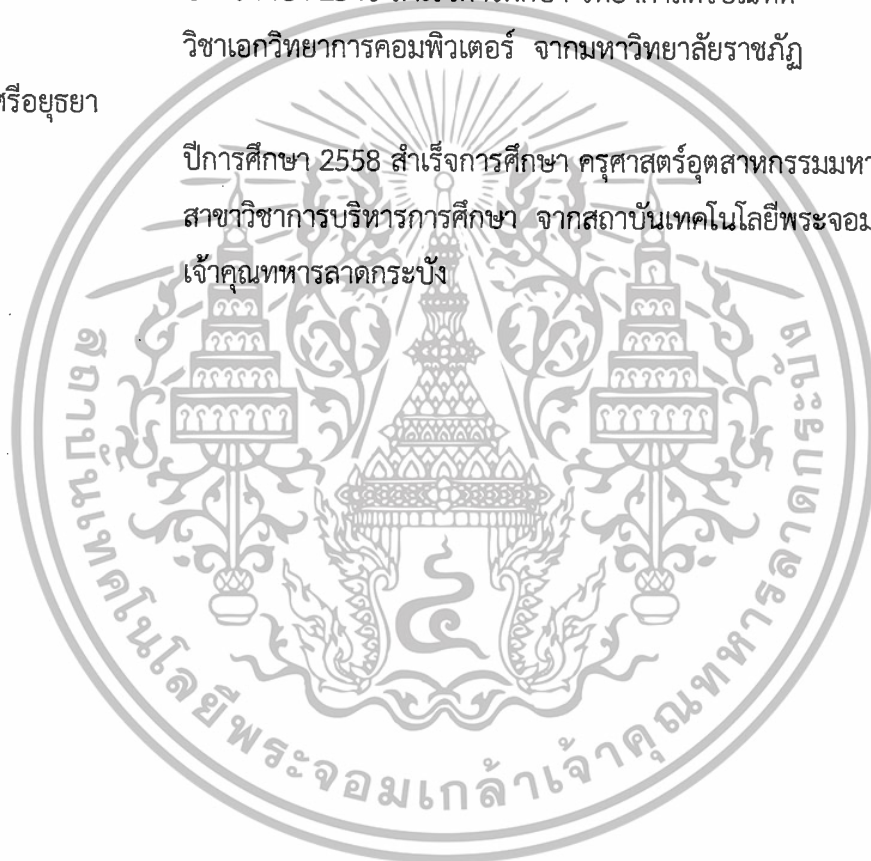 วิชาเอกวิทยาการคอมพิวเตอร์ จากมหาวิทยาลัยราชภัฏ
ศรีอยุธยา
ปีการศึกษา 2558 สำเร็จการศึกษา ครุศาสตร์อุตสาหกรรมมหา
สาขาวิชาการบริหารการศึกษา จากสถาบันเทคโนโลยีพระจอม
เจ้าคุณทหารลาดกระบัง
สถาบันเทคโนโลยีพระจอมเกล้าเจ้าคุณทหารลาดกระบัง
๔